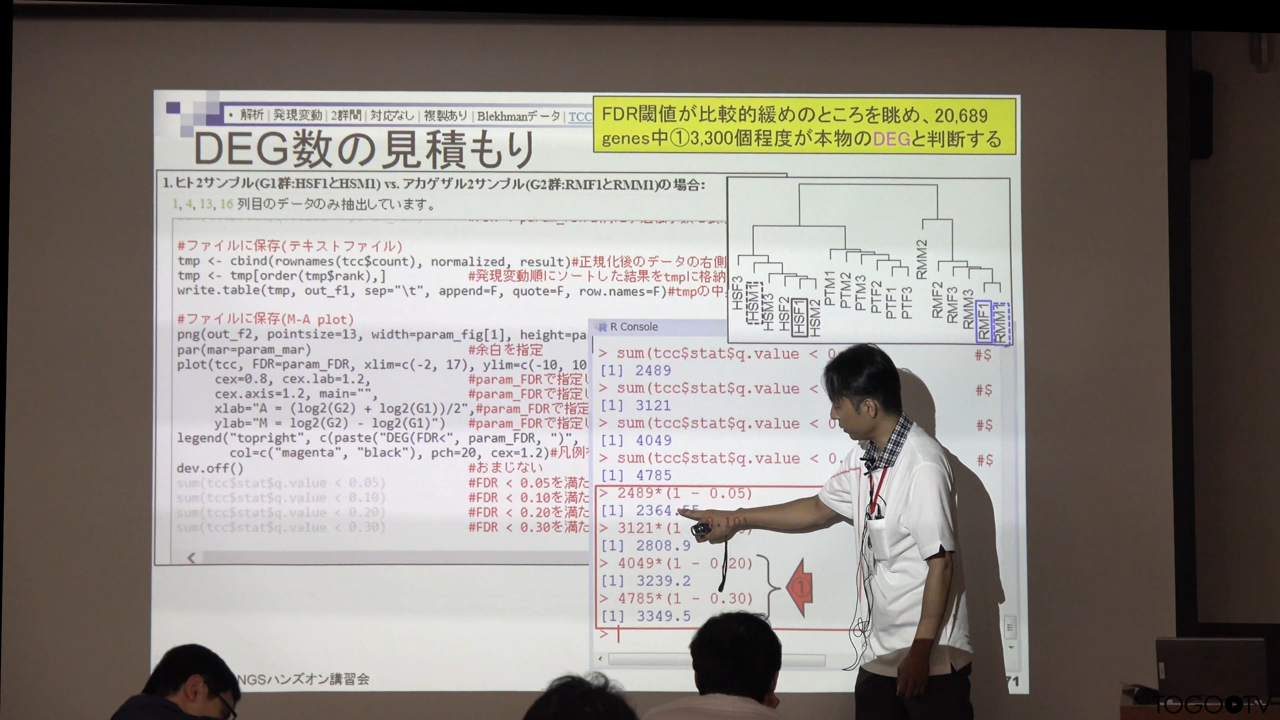 • 解析 | 発現変動 | 2群間 | 対応なし | 複製あり | Blekhmanデータ | TCC
FDR閾値が比較的緩めのところを眺め、20,689
genes中①3,300個程度が本物のDEGと判断する
DEG数の見積もり
1. ヒト2サンプル(G1群:HSF1とHSM1) vs. アカゲザル2サンプル(G2群:RMF1とRMM1)の場合:
1, 4, 13, 16 列目のデータのみ抽出しています。
#ファイルに保存(テキストファイル)
tmp <- cbind(rownames(tcc$count), normalized, result)#正規化後のデータの右側
tmp <- tmp[order(tmp$rank),] #発現変動順にソートした結果をtmpに格納
write.table(tmp, out_f1, sep="\t", append=F, quote=F, row.names=F)#tmpの中
#ファイルに保存(M-A plot)
png(out_f2, pointsize=13, width=param_fig[1], height=pa
par(mar=param_mar) #余白を指定
plot(tcc, FDR=param_FDR, xlim=c(-2, 17), ylim=c(-10, 10
cex=0.8, cex.lab=1.2, #param_FDRで指定し
cex.axis=1.2, main="", #param_FDRで指定し
xlab="A = (log2(G2) + log2(G1))/2",#param_FDRで指定
ylab="M = log2(G2) - log2(G1)") #param_FDRで指定し
legend("topright", c(paste("DEG(FDR<", param_FDR, ")",
col=c("magenta", "black"), pch=20, cex=1.2)#凡例
dev.off() #おまじない
sum(tcc$stat$q.value < 0.05) #FDR < 0.05を満た
sum(tcc$stat$q.value < 0.10) #FDR < 0.10を満た
sum(tcc$stat$q.value < 0.20) #FDR < 0.20を満た
sum(tcc$stat$q.value < 0.30) #FDR < 0.30を満た
HSF3
HSM1
HSM3
HSF2
HSF1
HSM2
PTM1
PTM2
PTM3
PTF2
PTF1
PTF3
RMM2
RMF2
RMF3
RMM3
RMF1
RMM1
R Console
> sum(tcc$stat$q.value < 0. #$
[1] 2489
> sum(tcc$stat$q.value < #$
[1] 3121
> sum(tcc$stat$q.value < 0 #$
[1] 4049
> sum(tcc$stat$q.value < 0. #$
[1] 4785
> 2489*(1 - 0.05)
[1] 2364.55
> 3121*(1 - 0.10)
[1] 2808.9
> 4049*(1 - 0.20)
[1] 3239.2
> 4785*(1 - 0.30)
[1] 3349.5
>
①
NGSハンズオン講習会
71
TOGOTV